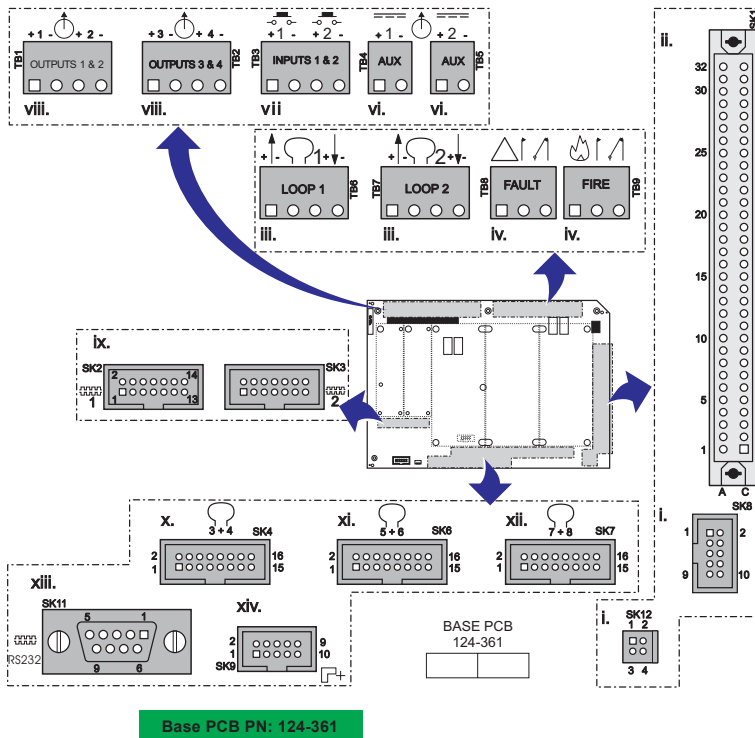 + 1 - + 2 -
TB1
OUTPUTS 1 & 2
viii.
+ 3 - + 4 -
TB2
OUTPUTS 3 & 4
viii.
TB3
+1 - +2 -
INPUTS 1 & 2
vii
TB4
+ 1 -
AUX
vi.
+ 2 -
TB5
AUX
vi.
+ - 1 + -
LOOP 1
TB6
iii.
+ - 2 + -
TB7
LOOP 2
iii.
TB8
FAULT
iv.
FIRE
TB9
iv.
ii.
SK1
32
30
25
20
15
10
5
1
A C
ix.
SK2
2 14
1 13
1
SK3
2
x.
3 + 4
SK4
2 16
1 15
xi.
5 + 6
SK6
2 16
1 15
xii.
7 + 8
SK7
2 16
1 15
i.
SK8
1 2
9 10
xiii.
SK11
5 1
9 6
RS232
xiv.
2 9
1 10
SK9
BASE PCB
124-361
i.
SK12
1 2
3 4
Base PCB PN: 124-361